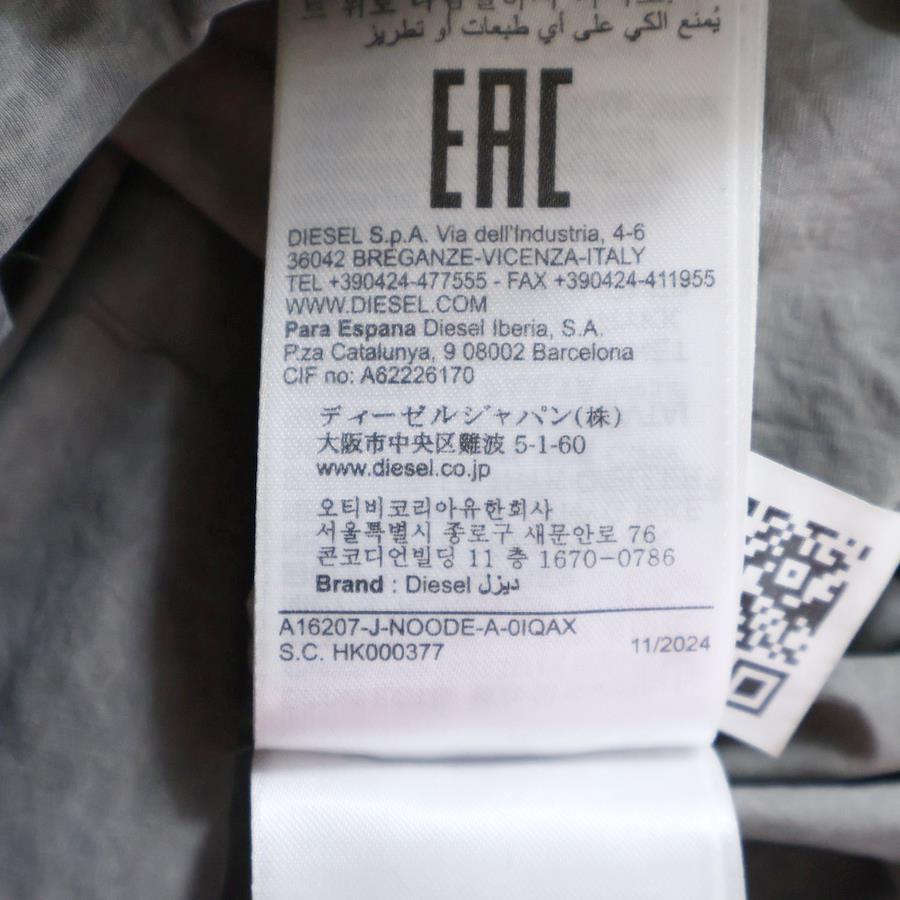 يُمنع الكي على أي طبعات أو تطريز
EAC
DIESEL S.p.A. Via dell'Industria, 4-6
36042 BREGANZE-VICENZA-ITALY
TEL +390424-477555 - FAX +390424-411955
WWW.DIESEL.COM
Para Espana Diesel Iberia, S.A.
P.za Catalunya, 9 08002 Barcelona
CIF no: A62226170
ディーゼルジャパン(株)
大阪市中央区難波 5-1-60
www.diesel.co.jp
오티비코리아유한회사
서울특별시 종로구 새문안로 76
콘코디언빌딩 11 층 1670-0786
Brand : Diesel ديزل
A16207-J-NOODE-A-0IQAX
S.C. HK000377
11/2024